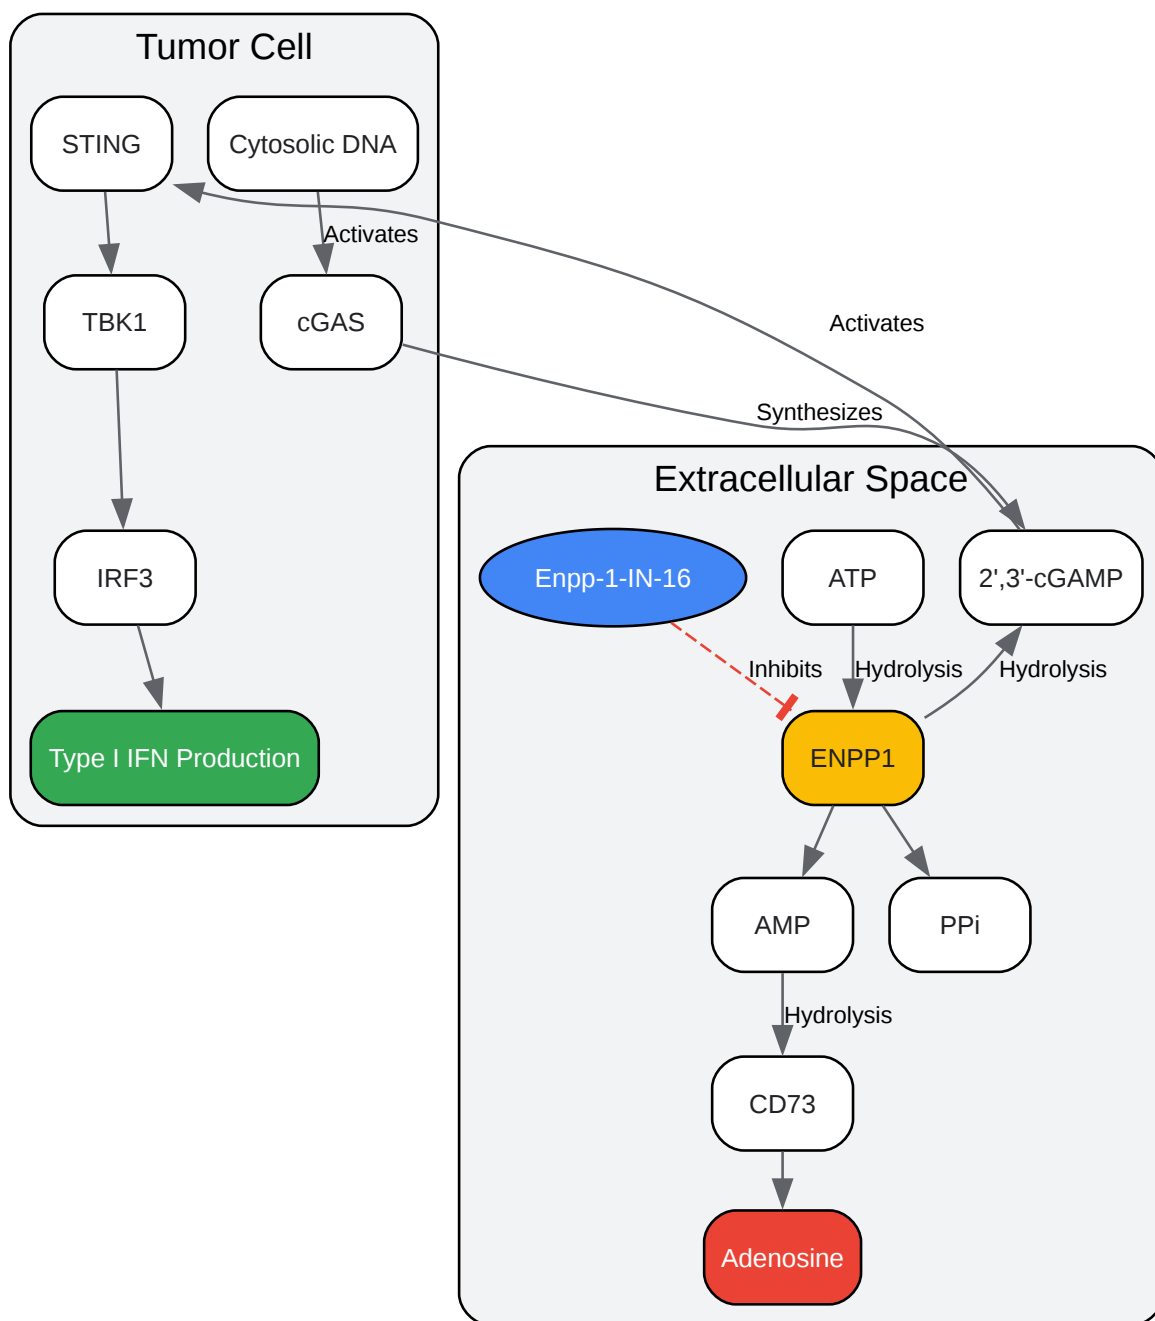 Tumor Cell
STING
Cytosolic DNA
Activates
TBK1
cGAS
Activates
Synthesizes
Extracellular Space
Enpp-1-IN-16
ATP
2',3'-cGAMP
IRF3
Inhibits
Hydrolysis
Hydrolysis
Type I IFN Production
ENPP1
AMP
PPi
Hydrolysis
CD73
Adenosine